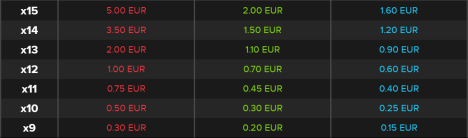 x15 5.00 EUR 2.00 EUR 1.60 EUR
x14 3.50 EUR 1.50 EUR 1.20 EUR
x13 2.00 EUR 1.10 EUR 0.90 EUR
x12 1.00 EUR 0.70 EUR 0.60 EUR
x11 0.75 EUR 0.45 EUR 0.40 EUR
x10 0.50 EUR 0.30 EUR 0.25 EUR
x9 0.30 EUR 0.20 EUR 0.15 EUR